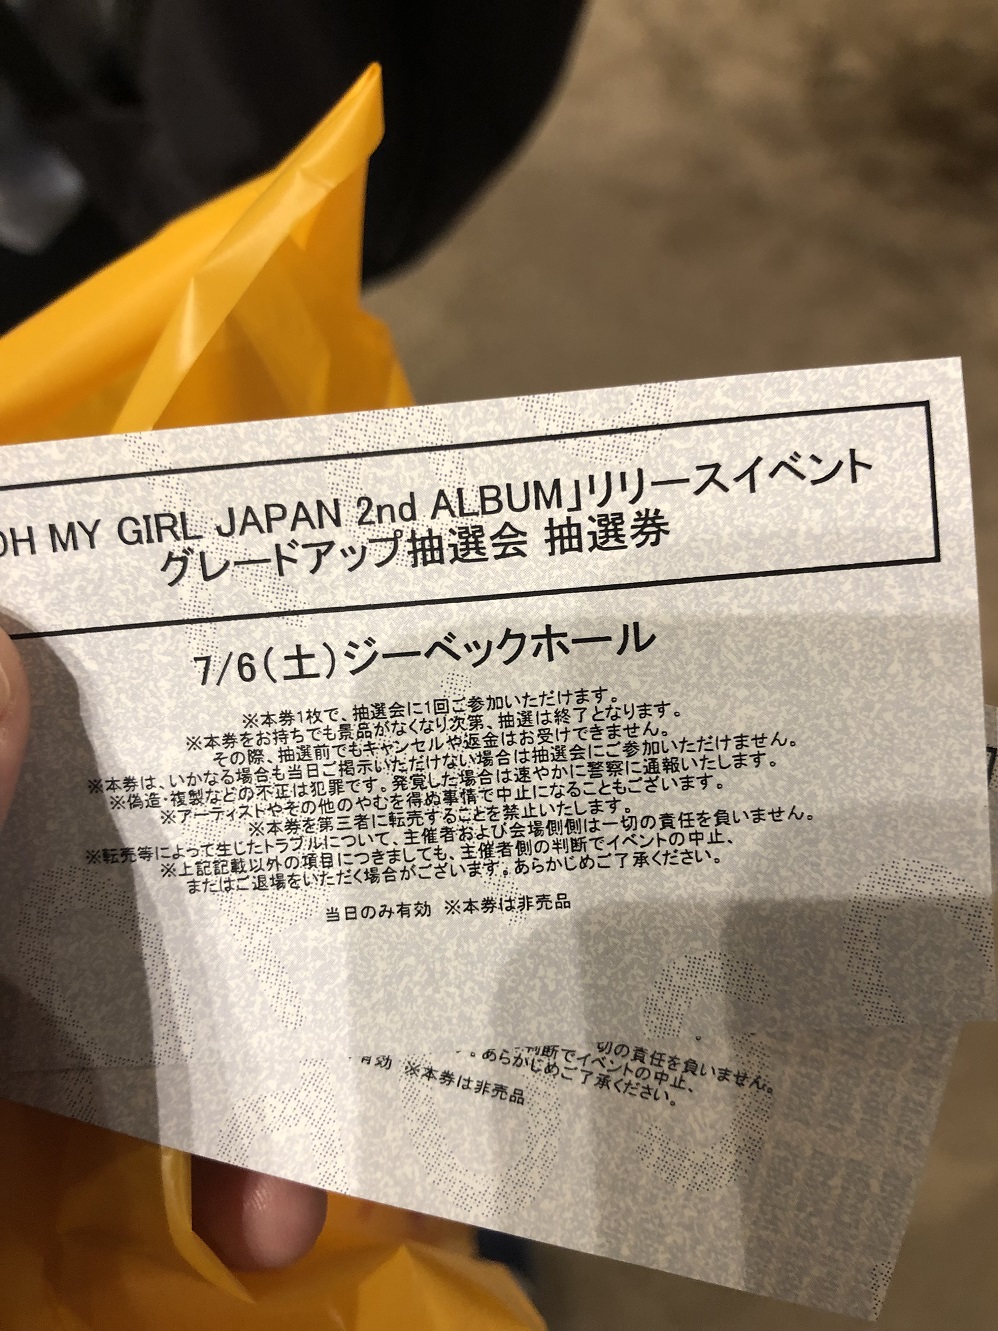 OH MY GIRL JAPAN 2nd ALBUM」リリースイベント
グレードアップ抽選会 抽選券
7/6(土)ジーベックホール
※本券1枚で、抽選会に1回ご参加いただけます。
※本券をお持ちでも景品がなくなり次第、抽選は終了となります。
その際、抽選前でもキャンセルや返金はお受けできません。
※本券は、いかなる場合も当日ご掲示いただけない場合は抽選会にご参加いただけません。
※偽造・複製などの不正は犯罪です。発覚した場合は速やかに警察に通報いたします。
※アーティストやその他のやむを得ぬ事情で中止になることもございます。
※本券を第三者に転売することを禁止いたします。
※転売等によって生じたトラブルについて、主催者および会場側側は一切の責任を負いません。
※上記記載以外の項目につきましても、主催者側の判断でイベントの中止、
またはご退場をいただく場合がございます。あらかじめご了承ください。
当日のみ有効 ※本券は非売品
切の責任を負いません。
判断でイベントの中止、
。あらかじめご了承ください。
有効 ※本券は非売品
7